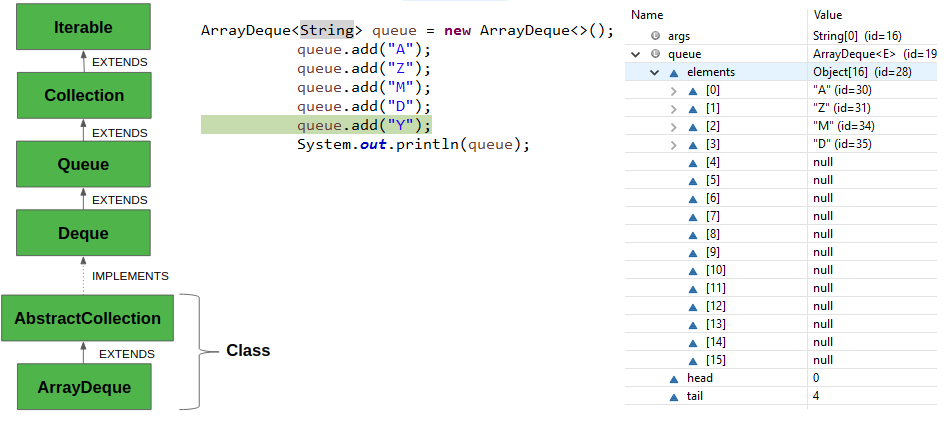 Iterable
EXTENDS
Collection
EXTENDS
Queue
EXTENDS
Deque
IMPLEMENTS
AbstractCollection
EXTENDS
ArrayDeque
Class
ArrayDeque<String> queue = new ArrayDeque<>();
queue.add("A");
queue.add("Z");
queue.add("M");
queue.add("D");
queue.add("Y");
System.out.println(queue);
Name Value
args String[0] (id=16)
queue ArrayDeque<E> (id=19
elements Object[16] (id=28)
[0] "A" (id=30)
[1] "Z" (id=31)
[2] "M" (id=34)
[3] "D" (id=35)
[4] null
[5] null
[6] null
[7] null
[8] null
[9] null
[10] null
[11] null
[12] null
[13] null
[14] null
[15] null
head 0
tail 4